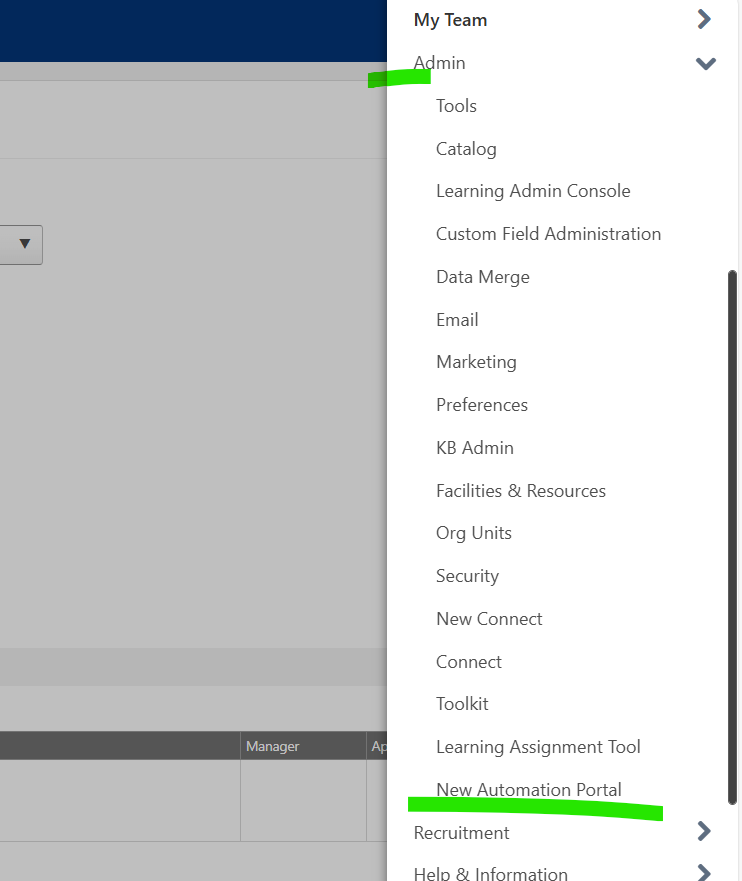 My Team
Admin
Tools
Catalog
Learning Admin Console
Custom Field Administration
Data Merge
Email
Marketing
Preferences
KB Admin
Facilities & Resources
Org Units
Security
New Connect
Connect
Toolkit
Manager
Ap
Learning Assignment Tool
New Automation Portal
Recruitment
Help & Information